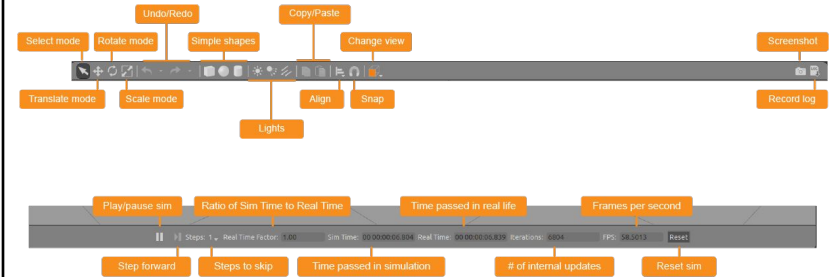 Undo/Redo Copy/Paste
Select mode Rotate mode Simple shapes Change view Screenshot
Translate mode Scale mode Align Snap Record log
Lights
Play/pause sim Ratio of Sim Time to Real Time Time passed in real life Frames per second
Steps: 1 Real Time Factor: 1.00 Sim Time: 00:00:00:06.804 Real Time: 00:00:00:06.839 Iterations: 6804 FPS: 58.5013 Reset
Step forward Steps to skip Time passed in simulation # of internal updates Reset sim